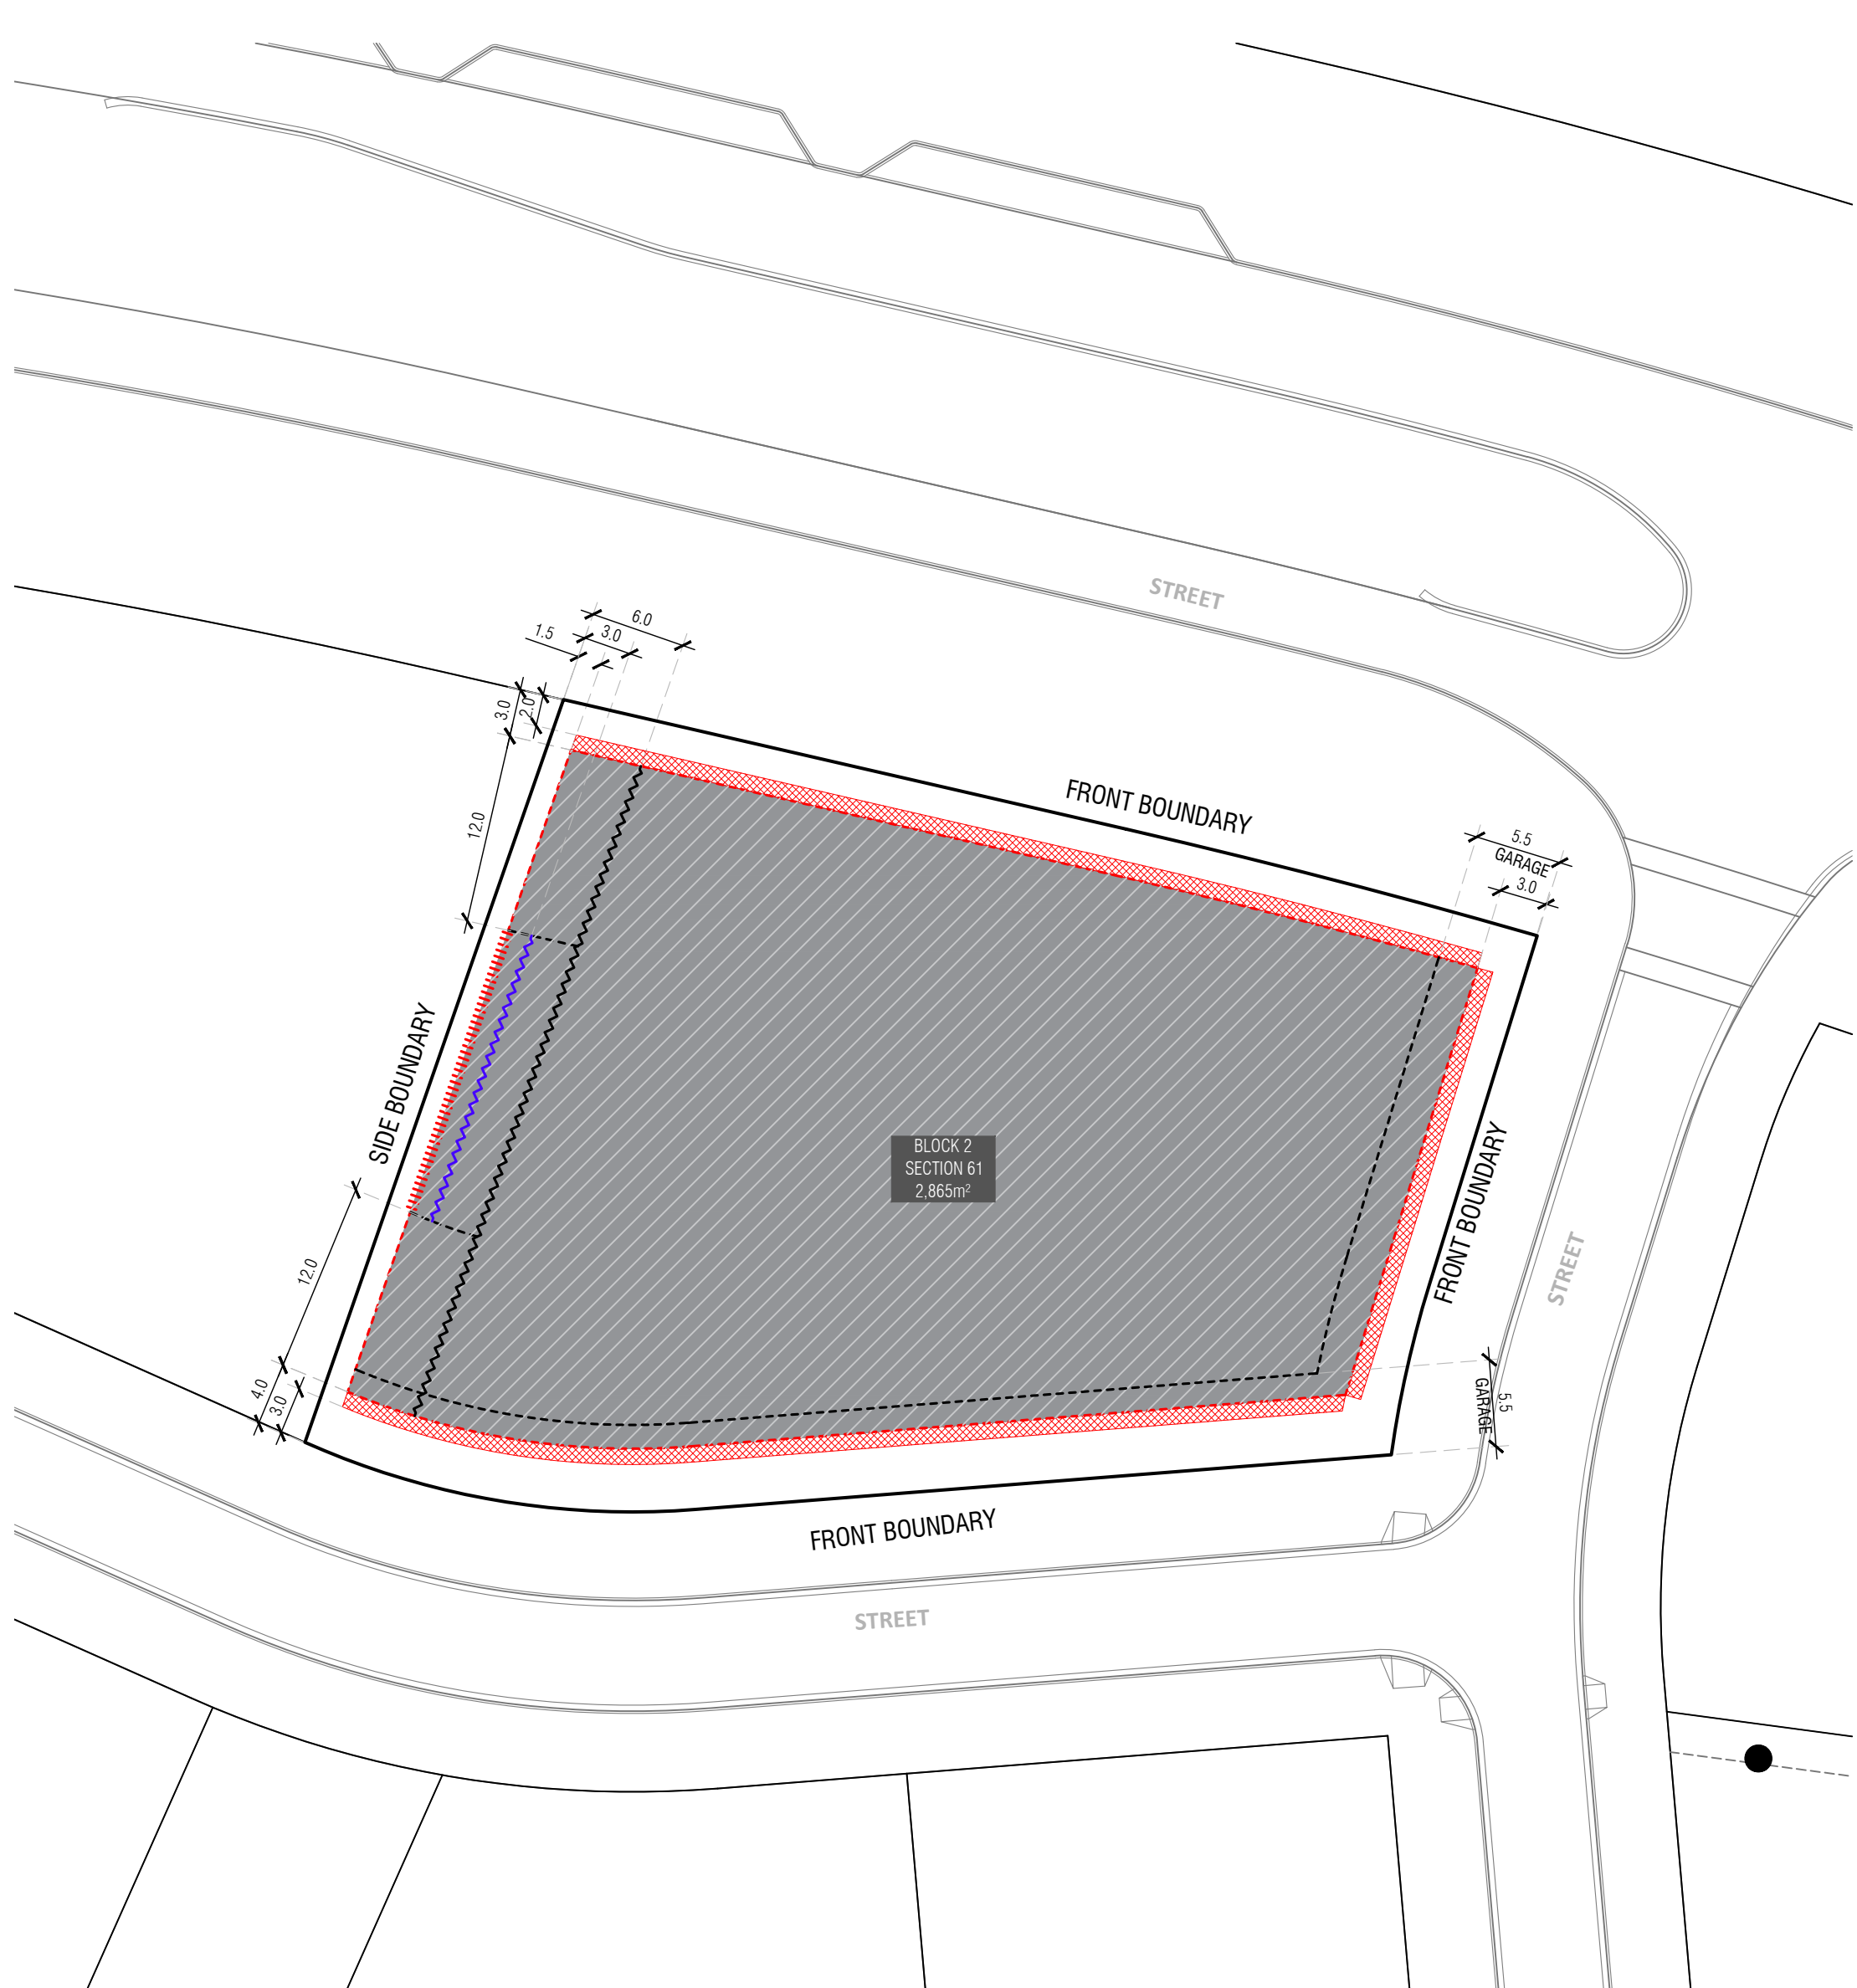 STREET
6.0
1.5
3.0
3.0
2.0
FRONT BOUNDARY
12.0
5.5
GARAGE
3.0
SIDE BOUNDARY
BLOCK 2
SECTION 61
2,865m²
FRONT BOUNDARY
STREET
12.0
4.0
3.0
5.5
GARAGE
FRONT BOUNDARY
STREET